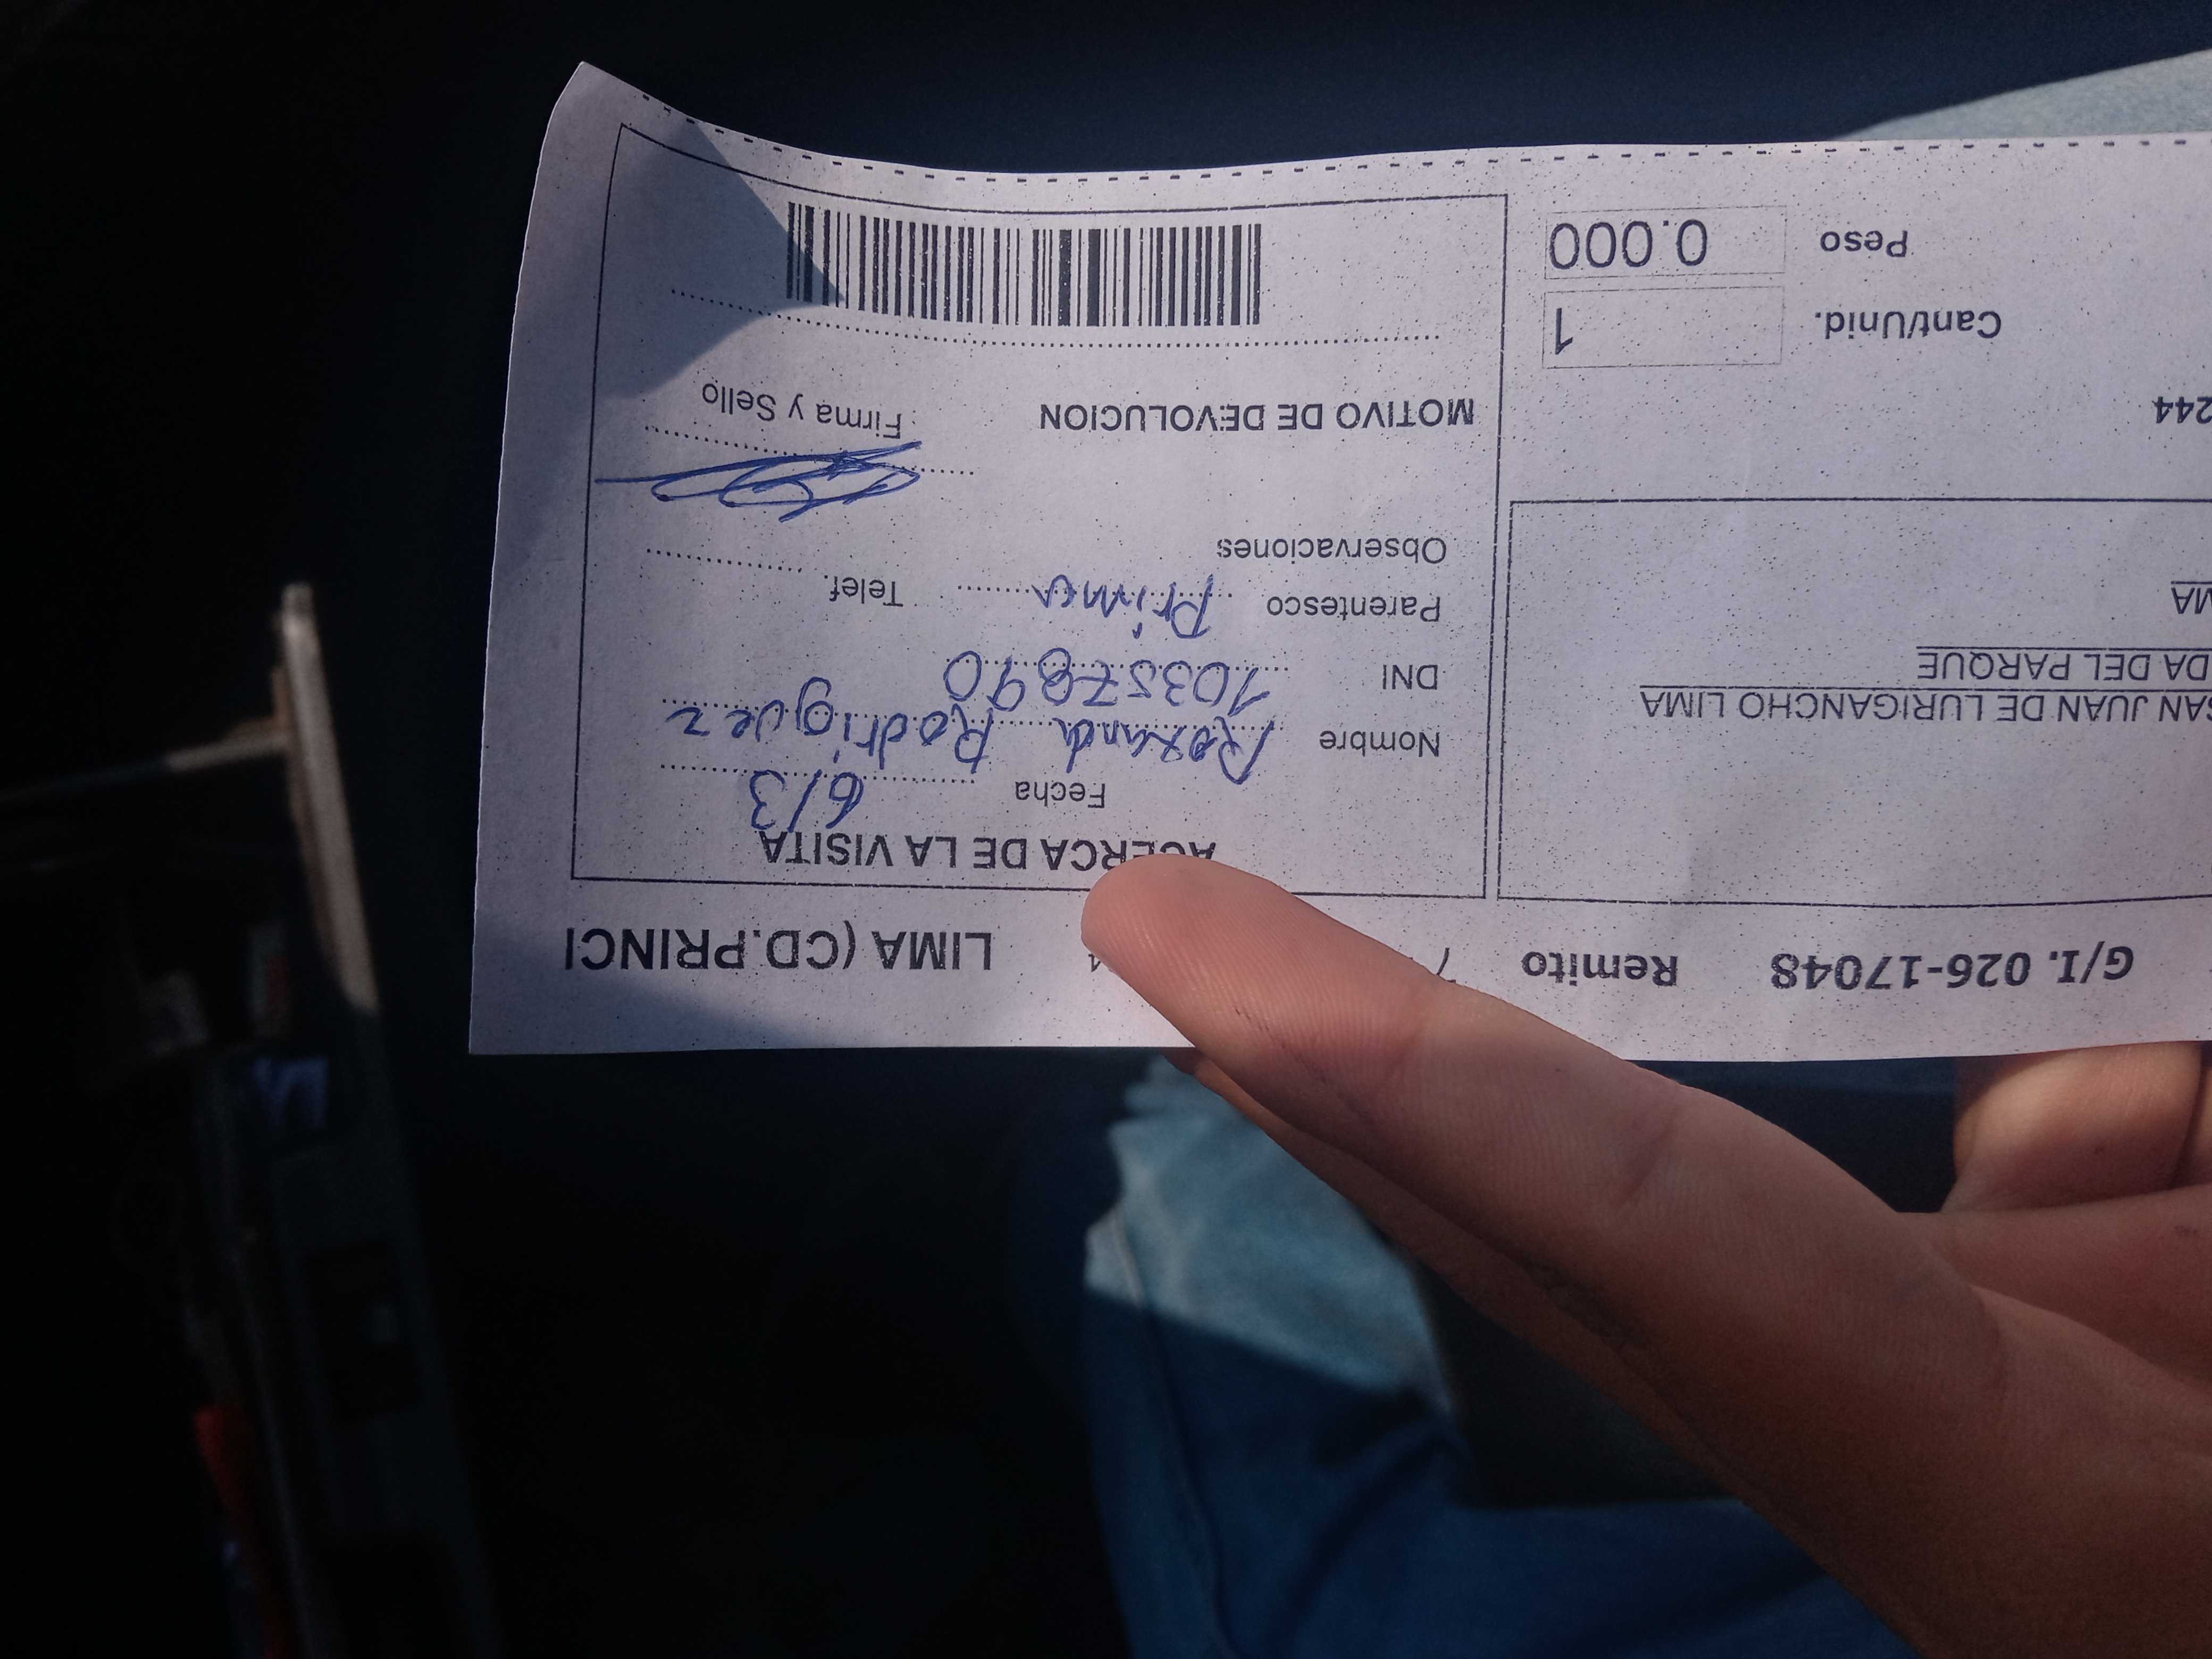 G/I. 026-17048 Remito LIMA (CD.PRINCI
ACERCA DE LA VISITA
Fecha 6/3
Nombre Roxana Rodríguez
DNI 10357890
Parentesco Prima Telef.
Observaciones
Firma y Sello
MOTIVO DE DEVOLUCION
SAN JUAN DE LURIGANCHO LIMA
DA DEL PARQUE
MA
244
Cant/Unid. 1
Peso 0.000